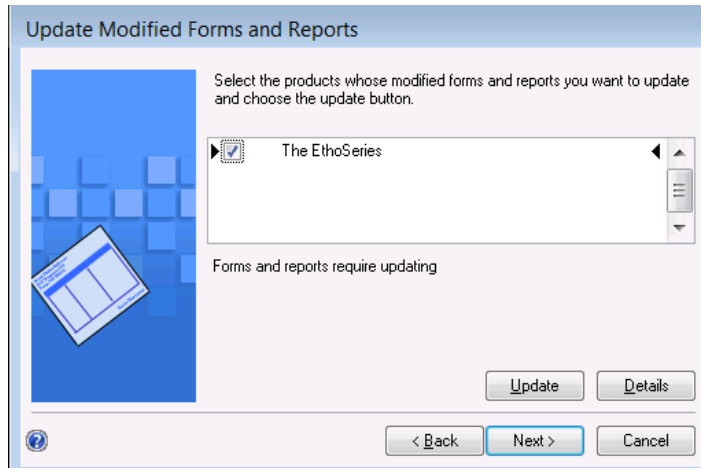 Update Modified Forms and Reports
Select the products whose modified forms and reports you want to update
and choose the update button.
The EthoSeries
Forms and reports require updating
Update
Details
< Back
Next >
Cancel